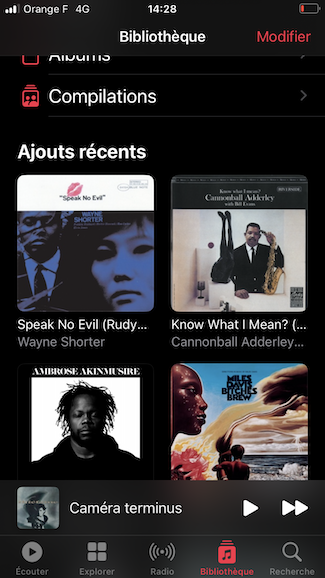 Orange F 4G 14:28
Bibliothèque Modifier
Albums
Compilations
Ajouts récents
"Speak No Evil"
WAYNE
SHORTER
Know what I mean? RIVERSIDE
Cannonball Adderley
with Bill Evans
Speak No Evil (Rudy... Know What I Mean? (...
Wayne Shorter Cannonball Adderley...
AMBROSE AKINMUSIRE
MILES
DAVIS
BITCHES
BREW
Caméra terminus
Écouter Explorer Radio Bibliothèque Recherche